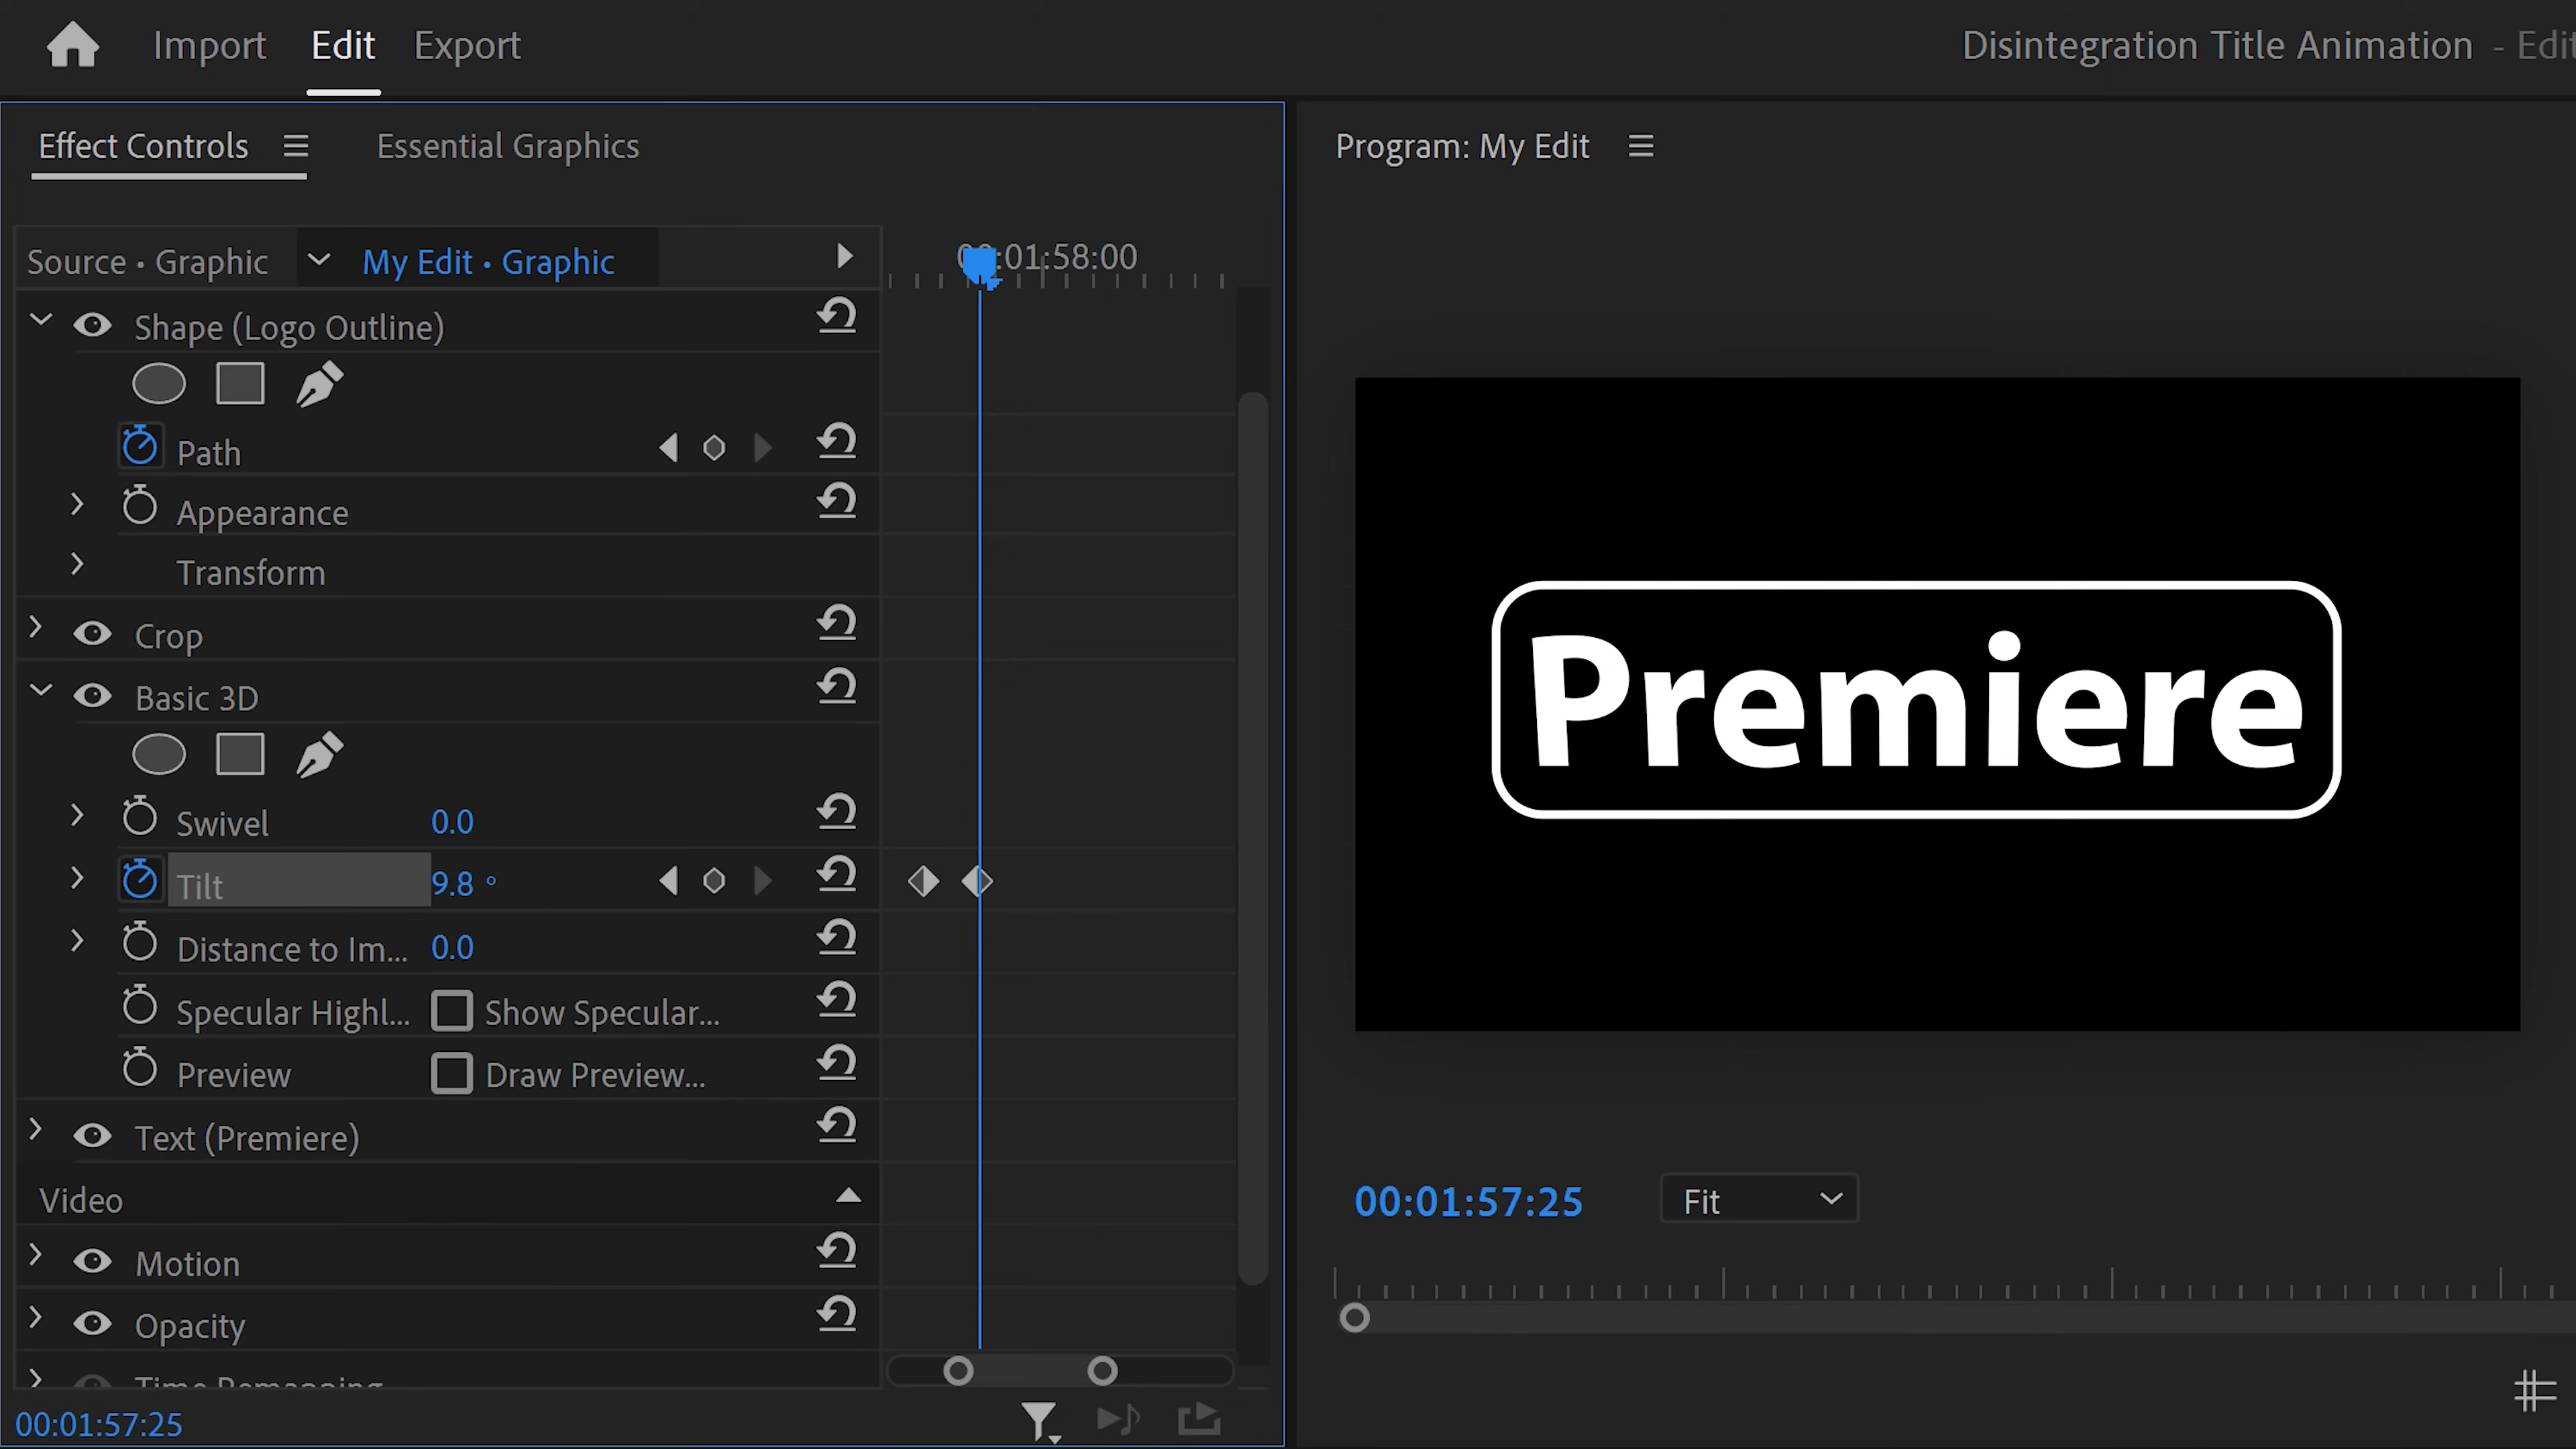 Import Edit Export
Disintegration Title Animation - Edit
Effect Controls Essential Graphics
Program: My Edit
Source • Graphic My Edit • Graphic
:01:58:00
Shape (Logo Outline)
Path
Appearance
Transform
Crop
Basic 3D
Swivel 0.0
Tilt 9.8 °
Distance to Im... 0.0
Specular Highl... Show Specular...
Preview Draw Preview...
Text (Premiere)
Video
Motion
Opacity
Time Remapping
00:01:57:25
Premiere
00:01:57:25 Fit